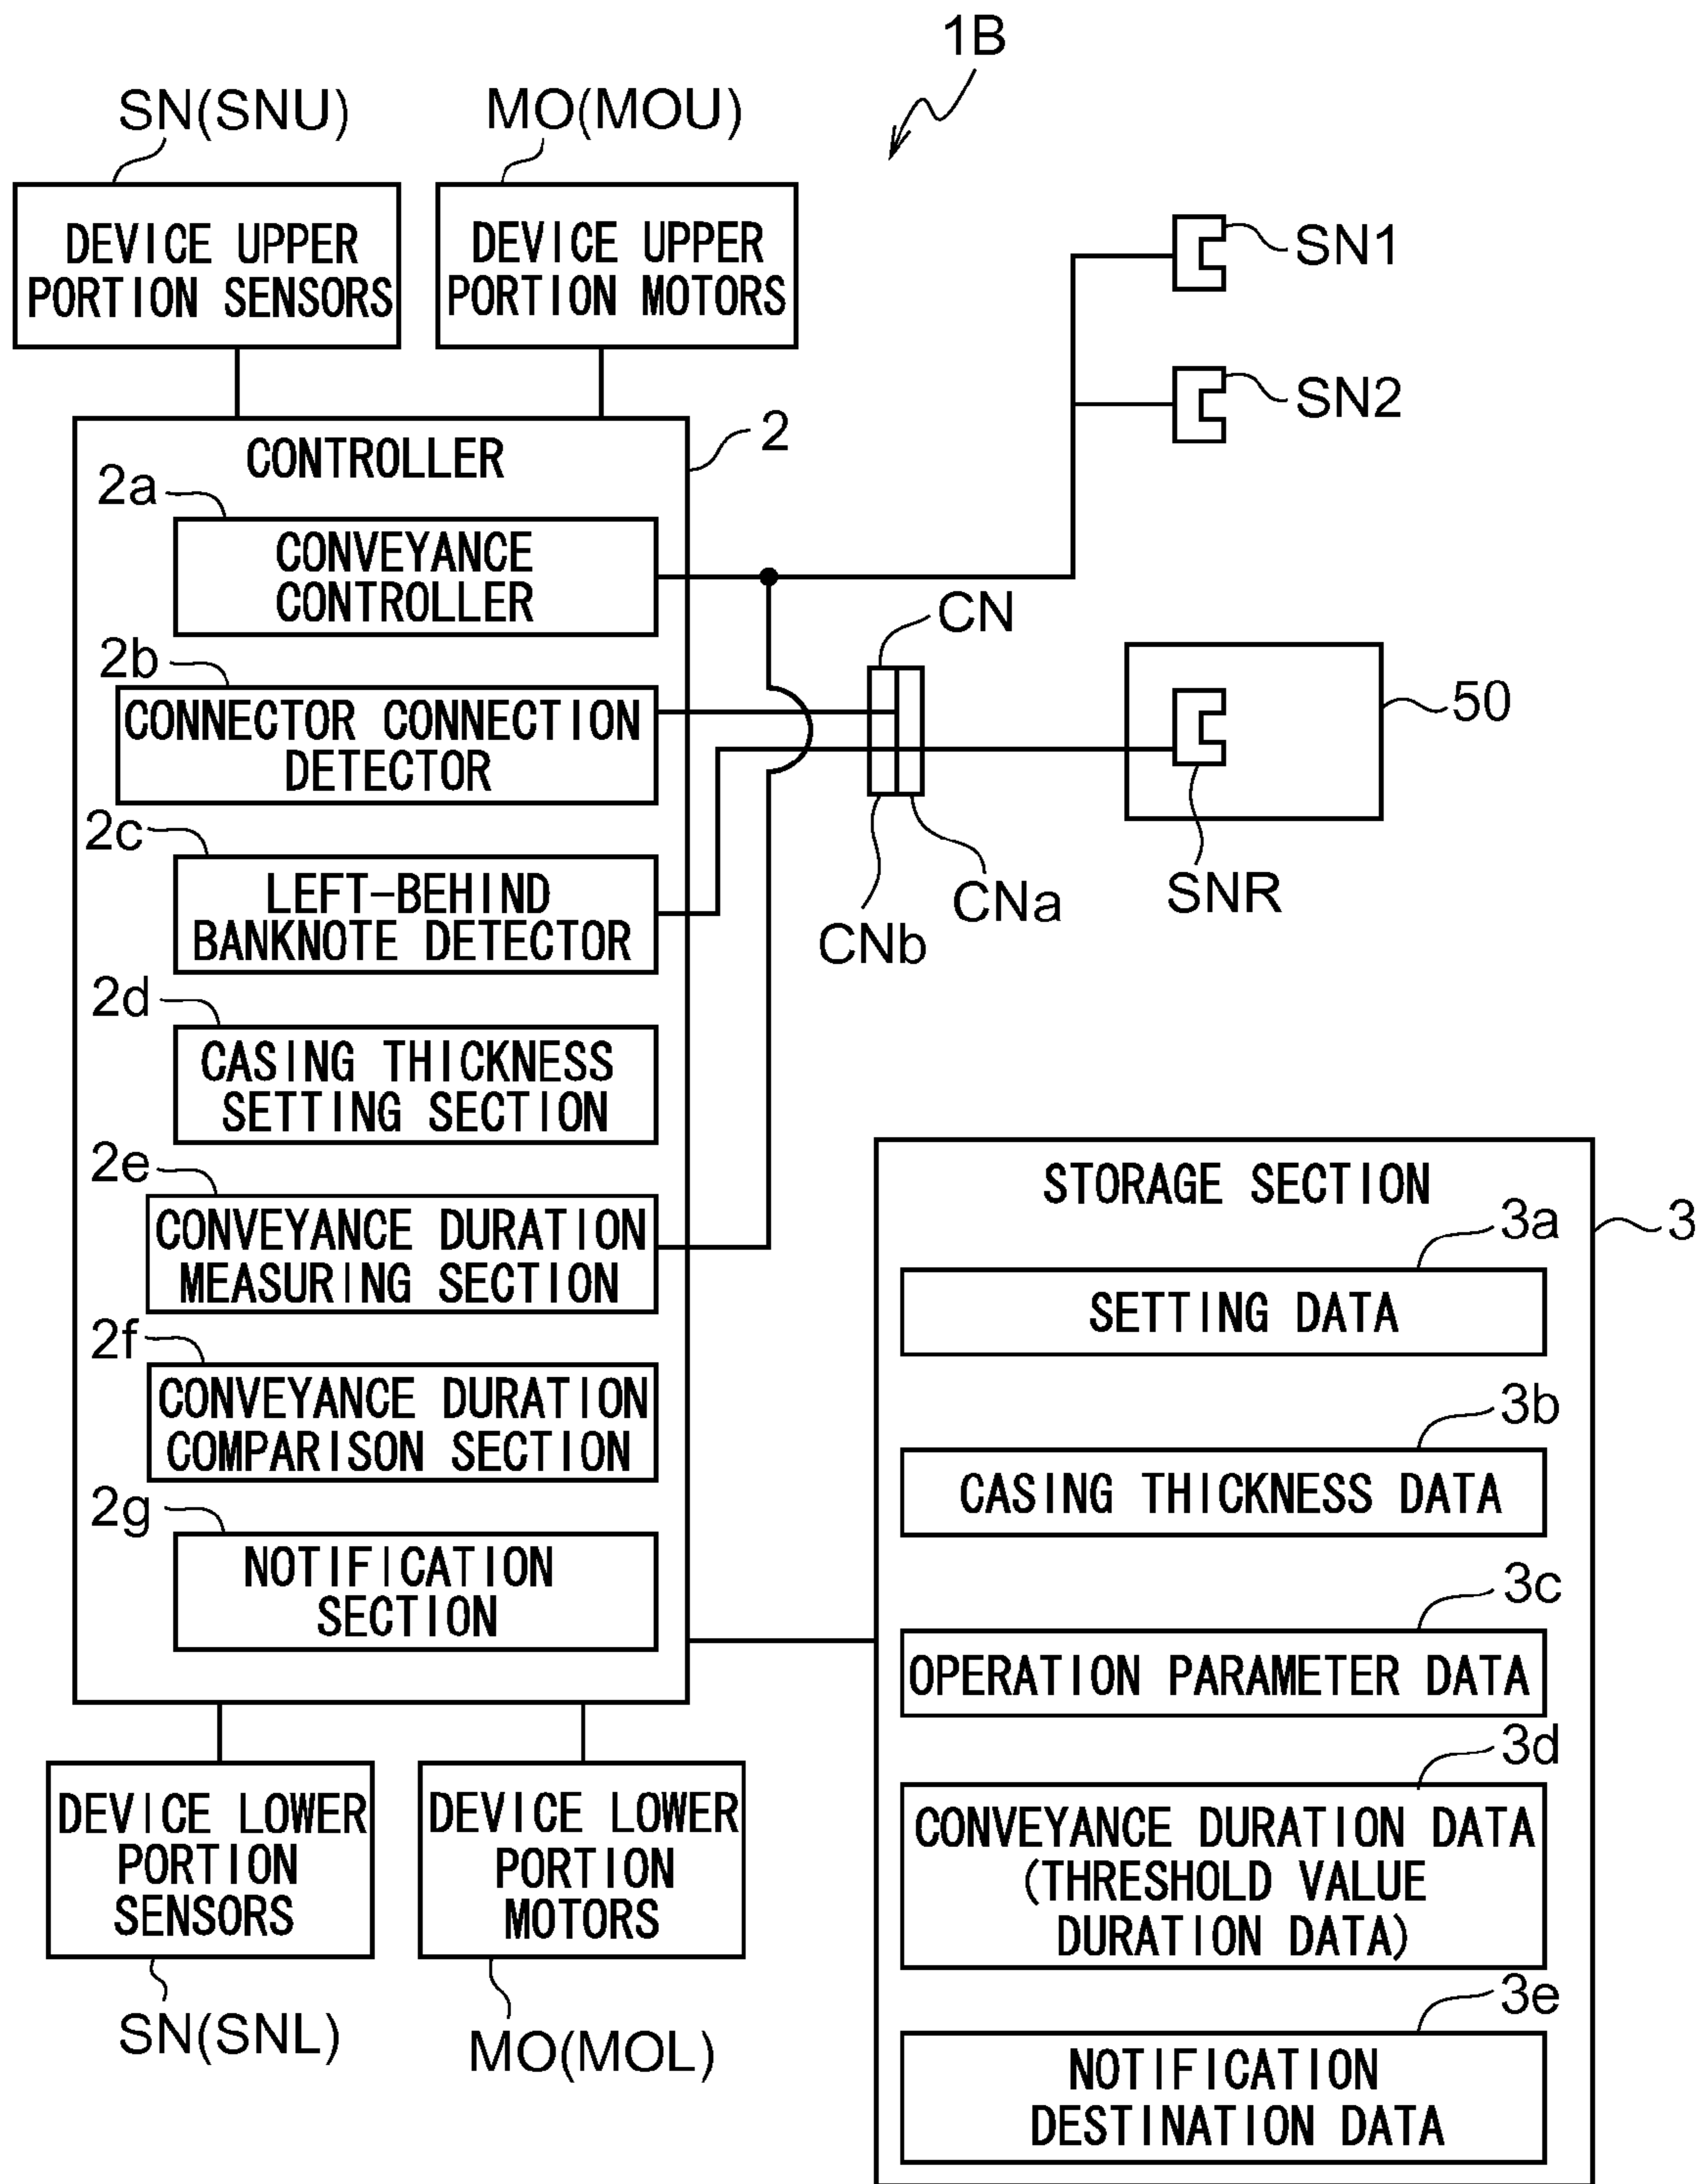 1B
SN(SNU)
MO(MOU)
DEVICE UPPER
PORTION SENSORS
DEVICE UPPER
PORTION MOTORS
SN1
SN2
2
CONTROLLER
2a
CONVEYANCE
CONTROLLER
CN
2b
CONNECTOR CONNECTION
DETECTOR
50
2c
LEFT-BEHIND
BANKNOTE DETECTOR
CNa
CNb
SNR
2d
CASING THICKNESS
SETTING SECTION
2e
CONVEYANCE DURATION
MEASURING SECTION
2f
CONVEYANCE DURATION
COMPARISON SECTION
2g
NOTIFICATION
SECTION
STORAGE SECTION
3
3a
SETTING DATA
3b
CASING THICKNESS DATA
3c
OPERATION PARAMETER DATA
3d
CONVEYANCE DURATION DATA
(THRESHOLD VALUE
DURATION DATA)
3e
NOTIFICATION
DESTINATION DATA
DEVICE LOWER
PORTION
SENSORS
DEVICE LOWER
PORTION
MOTORS
SN(SNL)
MO(MOL)